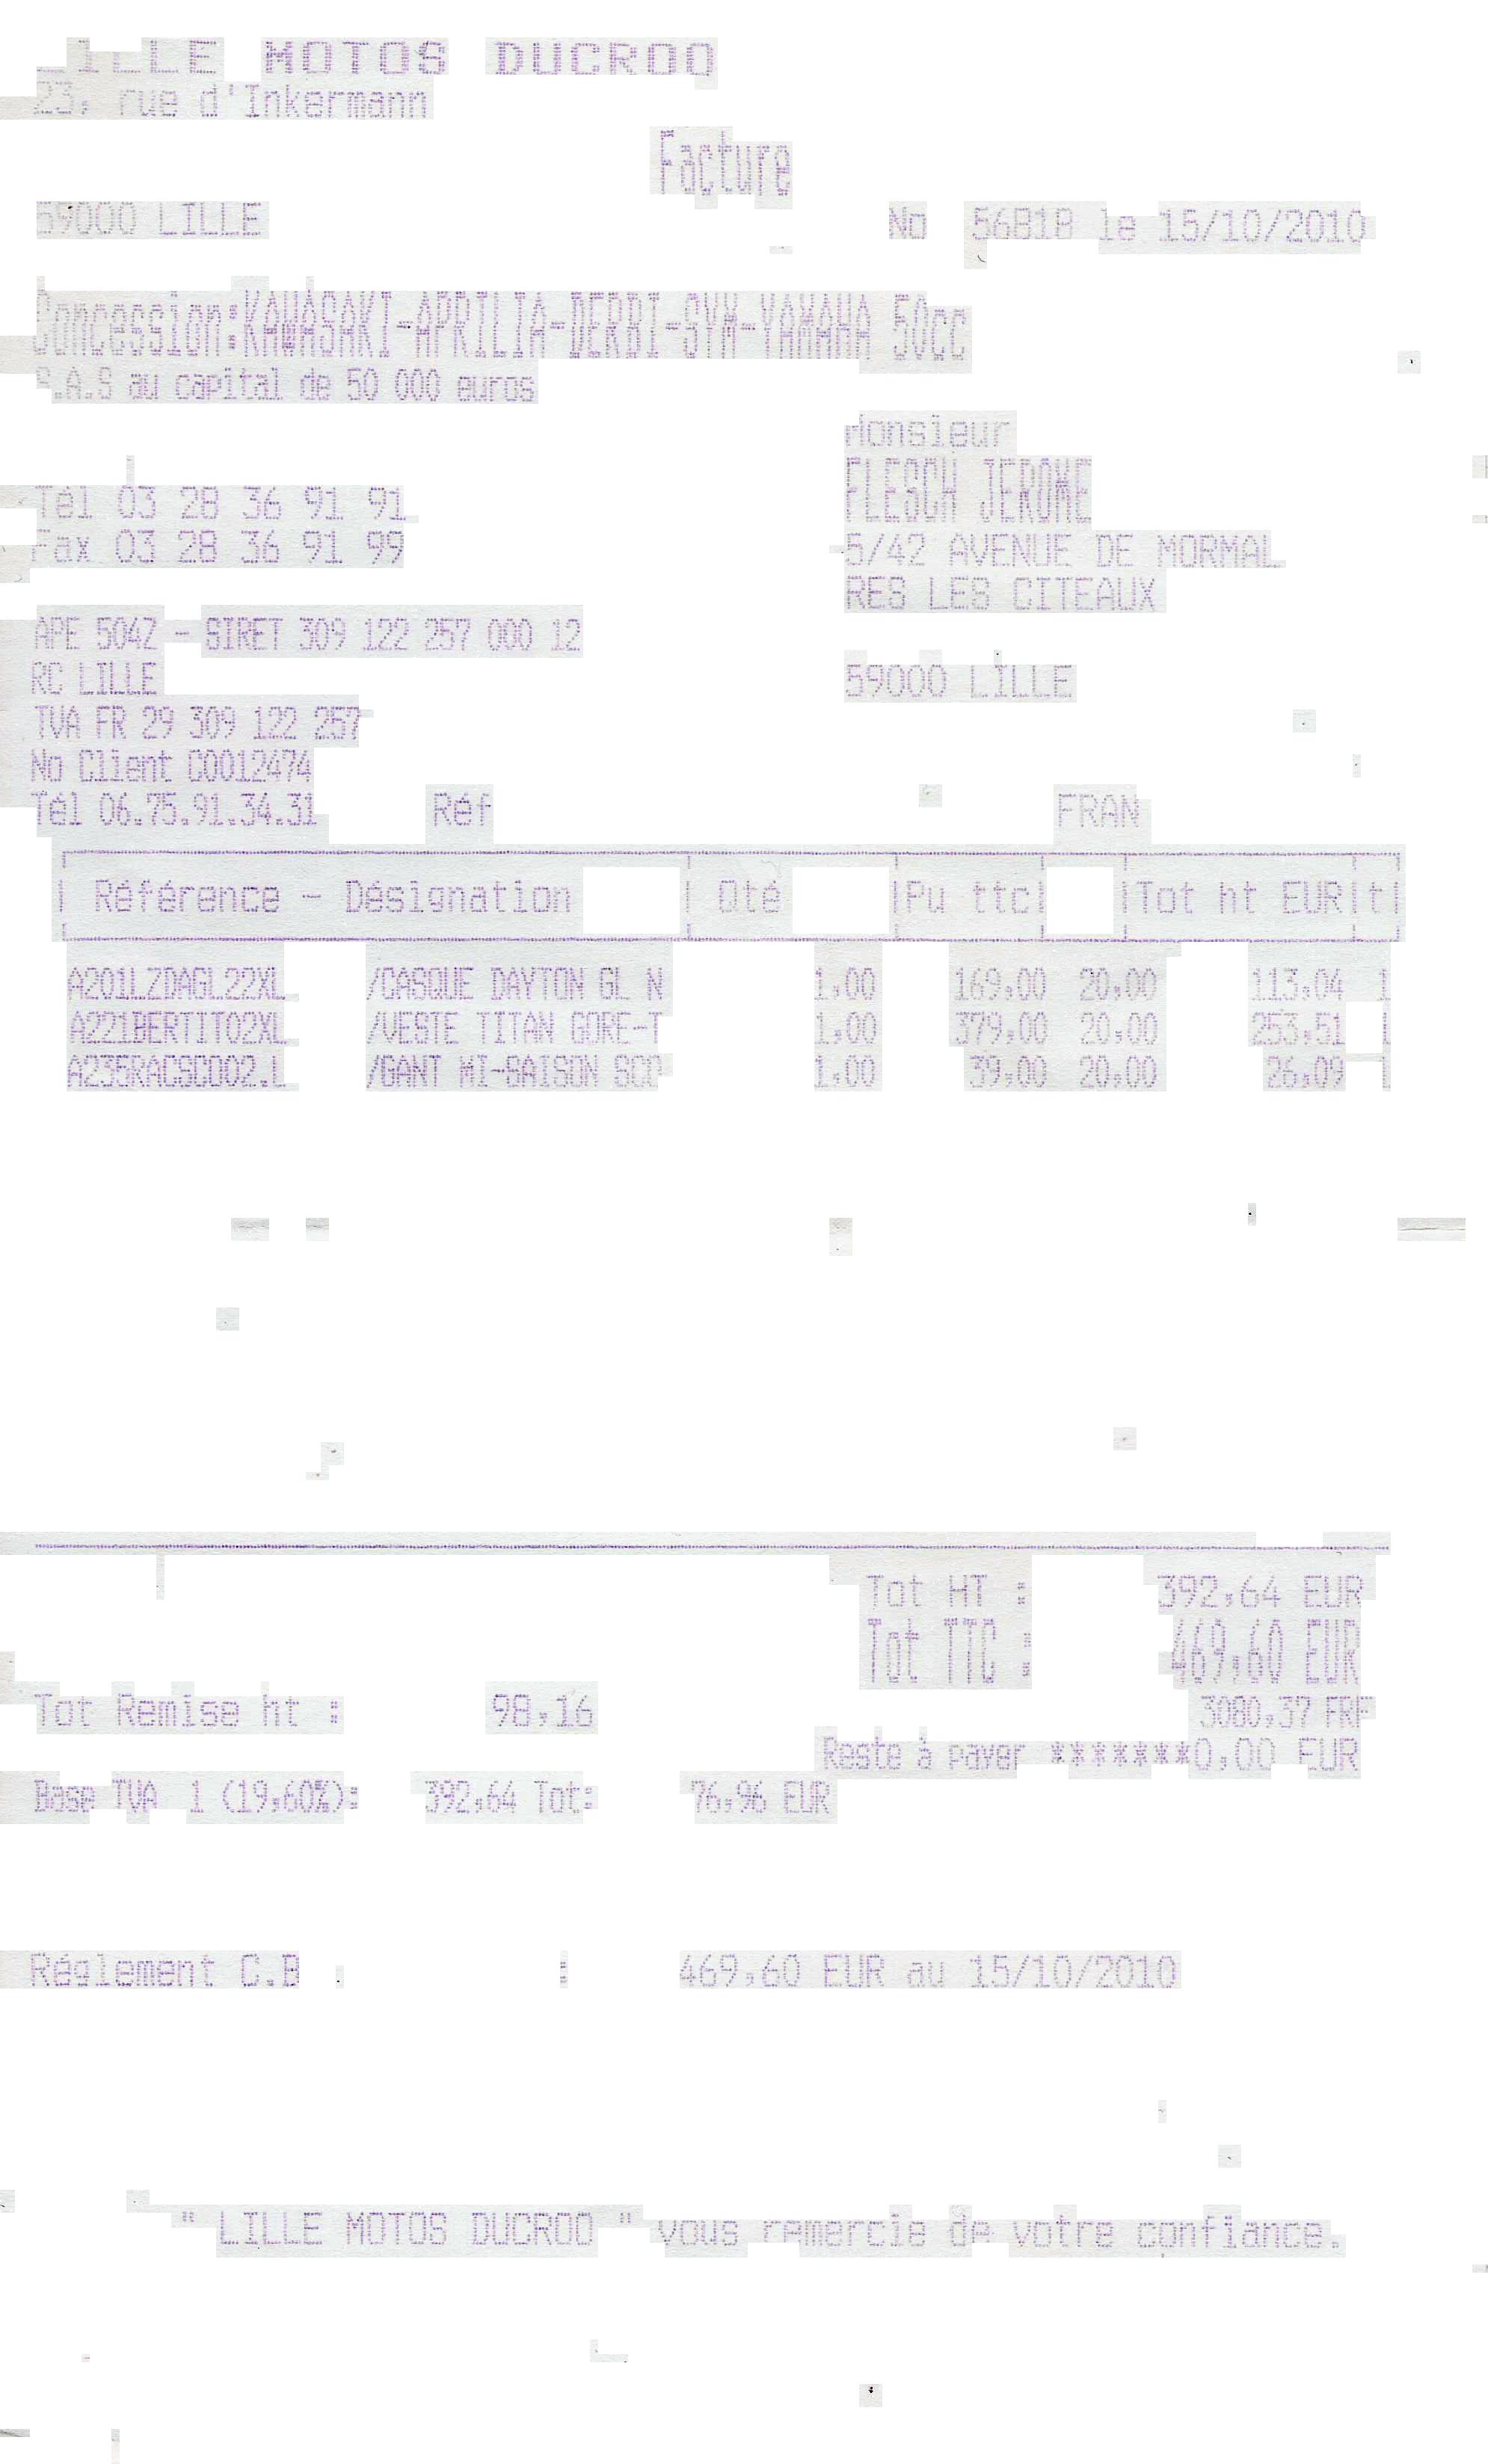 LILLE MOTOS DUCROO
23, rue d'Inkermann
Facture
59000 LILLE No 56818 le 15/10/2010
Concession:KAWASAKI-APRILIA-DERBI-SYM-YAMAHA 50cc
S.A.S au capital de 50 000 euros
Monsieur
FLESCH JEROME
Tél 03 28 36 91 91
Fax 03 28 36 91 99
5/42 AVENUE DE MORMAL
RES LES CITEAUX
APE 504Z - SIRET 309 122 257 000 12
RC LILLE
59000 LILLE
TVA FR 29 309 122 257
No Client C0012474
Tél 06.75.91.34.31 Réf FRAN
| Référence - Désignation | Qté |Pu ttc| |Tot ht EUR|t|
A201LZDAGL22XL /CASQUE DAYTON GL N 1,00 169,00 20,00 113,04 1
A221BERTIT02XL /VESTE TITAN GORE-T 1,00 379,00 20,00 253,51 1
/GANT MI-SAISON 1,00 39,00 20,00 26,09 1
Tot HT : 392,64 EUR
Tot TTC : 469,60 EUR
Tot Remise ht : 98,16 3080,37 FRF
Reste à payer *******0,00 EUR
Base TVA 1 (19,60%): 392,64 Tot: 76,96 EUR
Réglement C.B : 469,60 EUR au 15/10/2010
" LILLE MOTOS DUCROO " vous remercie de votre confiance.